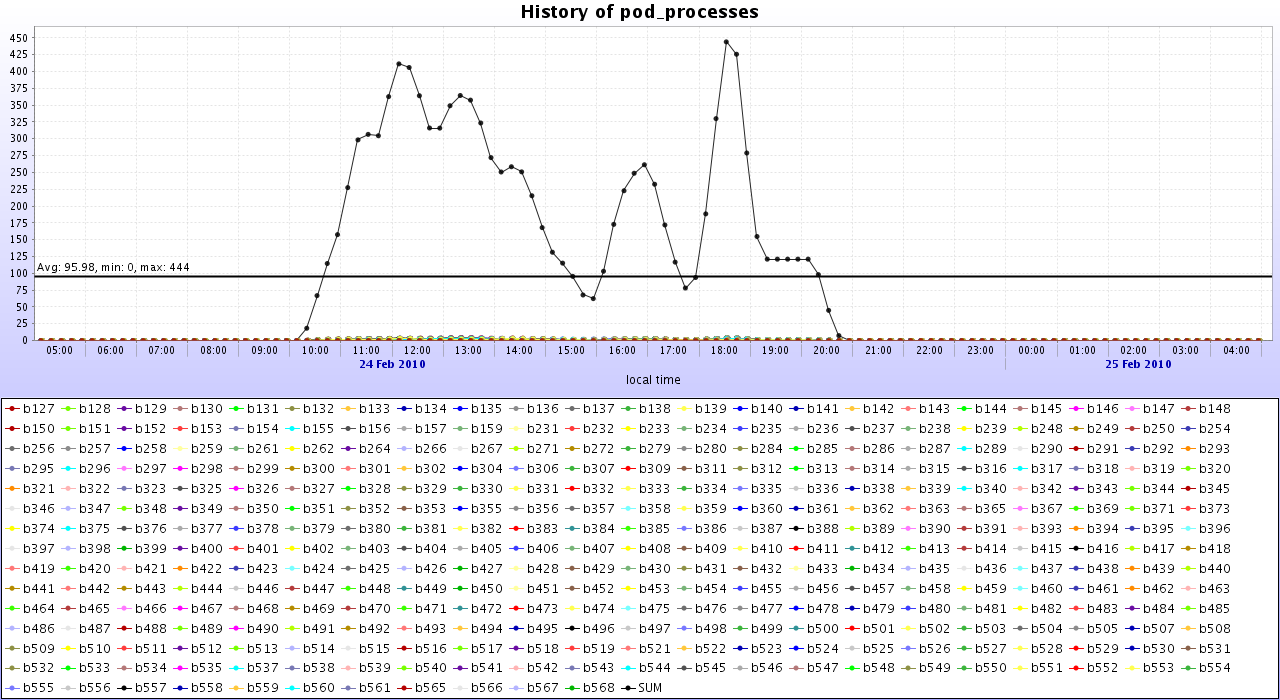 History of pod_processes
450
425
400
375
350
325
300
275
250
225
200
175
150
125
100
75
50
25
0
Avg: 95.98, min: 0, max: 444
05:00 06:00 07:00 08:00 09:00 10:00 11:00 12:00 13:00 14:00 15:00 16:00 17:00 18:00 19:00 20:00 21:00 22:00 23:00 00:00 01:00 02:00 03:00 04:00
24 Feb 2010 25 Feb 2010
local time
b127 b128 b129 b130 b131 b132 b133 b134 b135 b136 b137 b138 b139 b140 b141 b142 b143 b144 b145 b146 b147 b148
b150 b151 b152 b153 b154 b155 b156 b157 b159 b231 b232 b233 b234 b235 b236 b237 b238 b239 b248 b249 b250 b254
b256 b257 b258 b259 b261 b262 b264 b266 b267 b271 b272 b279 b280 b284 b285 b286 b287 b289 b290 b291 b292 b293
b295 b296 b297 b298 b299 b300 b301 b302 b304 b306 b307 b309 b311 b312 b313 b314 b315 b316 b317 b318 b319 b320
b321 b322 b323 b325 b326 b327 b328 b329 b330 b331 b332 b333 b334 b335 b336 b338 b339 b340 b342 b343 b344 b345
b346 b347 b348 b349 b350 b351 b352 b353 b355 b356 b357 b358 b359 b360 b361 b362 b363 b365 b367 b369 b371 b373
b374 b375 b376 b377 b378 b379 b380 b381 b382 b383 b384 b385 b386 b387 b388 b389 b390 b391 b393 b394 b395 b396
b397 b398 b399 b400 b401 b402 b403 b404 b405 b406 b407 b408 b409 b410 b411 b412 b413 b414 b415 b416 b417 b418
b419 b420 b421 b422 b423 b424 b425 b426 b427 b428 b429 b430 b431 b432 b433 b434 b435 b436 b437 b438 b439 b440
b441 b442 b443 b444 b446 b447 b448 b449 b450 b451 b452 b453 b454 b455 b456 b457 b458 b459 b460 b461 b462 b463
b464 b465 b466 b467 b468 b469 b470 b471 b472 b473 b474 b475 b476 b477 b478 b479 b480 b481 b482 b483 b484 b485
b486 b487 b488 b489 b490 b491 b492 b493 b494 b495 b496 b497 b498 b499 b500 b501 b502 b503 b504 b505 b507 b508
b509 b510 b511 b512 b513 b514 b515 b516 b517 b518 b519 b521 b522 b523 b524 b525 b526 b527 b528 b529 b530 b531
b532 b533 b534 b535 b537 b538 b539 b540 b541 b542 b543 b544 b545 b546 b547 b548 b549 b550 b551 b552 b553 b554
b555 b556 b557 b558 b559 b560 b561 b565 b566 b567 b568 SUM